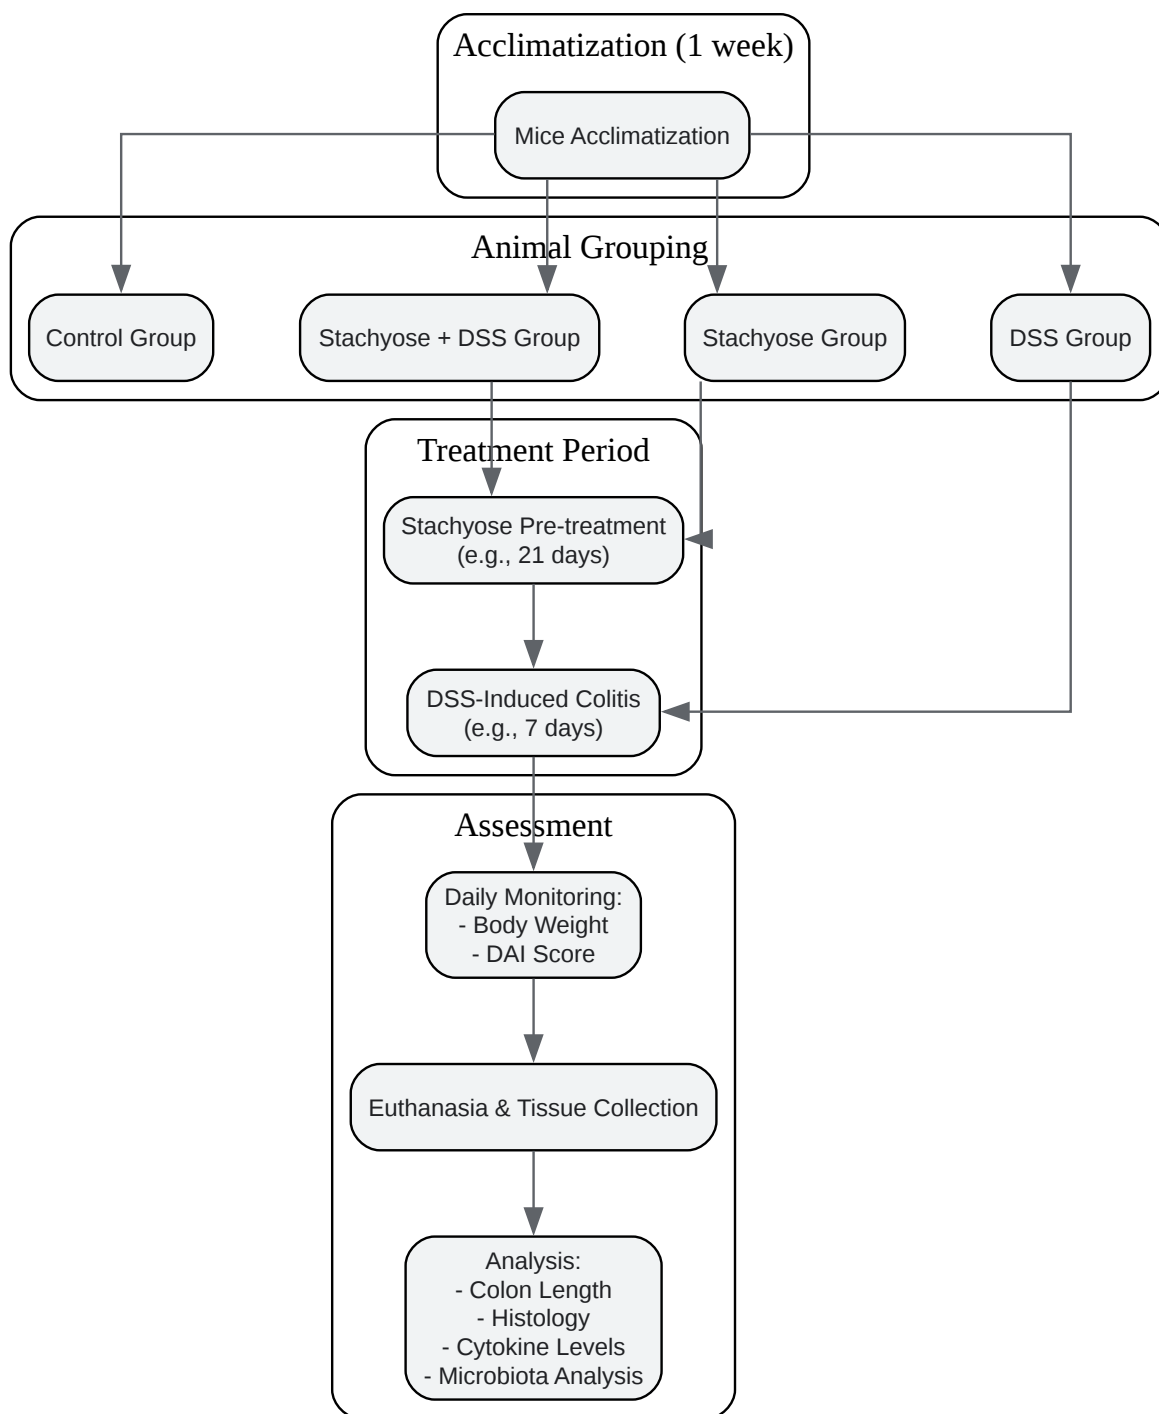 Acclimatization (1 week)
Mice Acclimatization
Animal Grouping
Control Group
Stachyose + DSS Group
Stachyose Group
DSS Group
Treatment Period
Stachyose Pre-treatment
(e.g., 21 days)
DSS-Induced Colitis
(e.g., 7 days)
Assessment
Daily Monitoring:
- Body Weight
- DAI Score
Euthanasia & Tissue Collection
Analysis:
- Colon Length
- Histology
- Cytokine Levels
- Microbiota Analysis